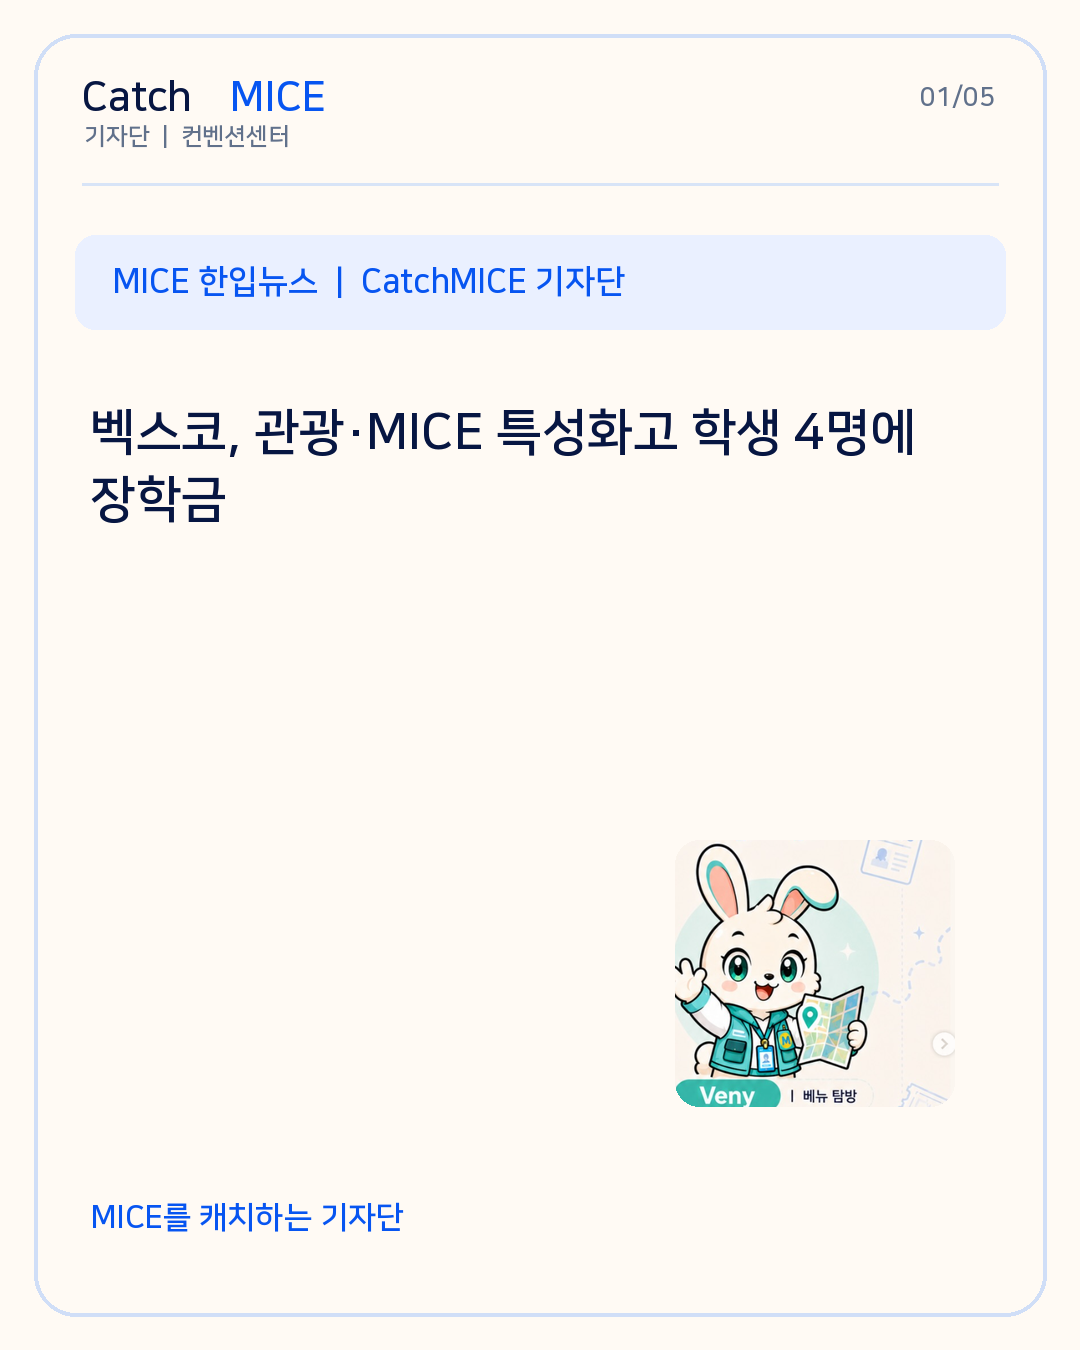 Catch MICE
01/05
기자단 | 컨벤션센터
MICE 한입뉴스 | CatchMICE 기자단
벡스코, 관광·MICE 특성화고 학생 4명에
장학금
M
Veny | 베뉴 탐방
MICE를 캐치하는 기자단